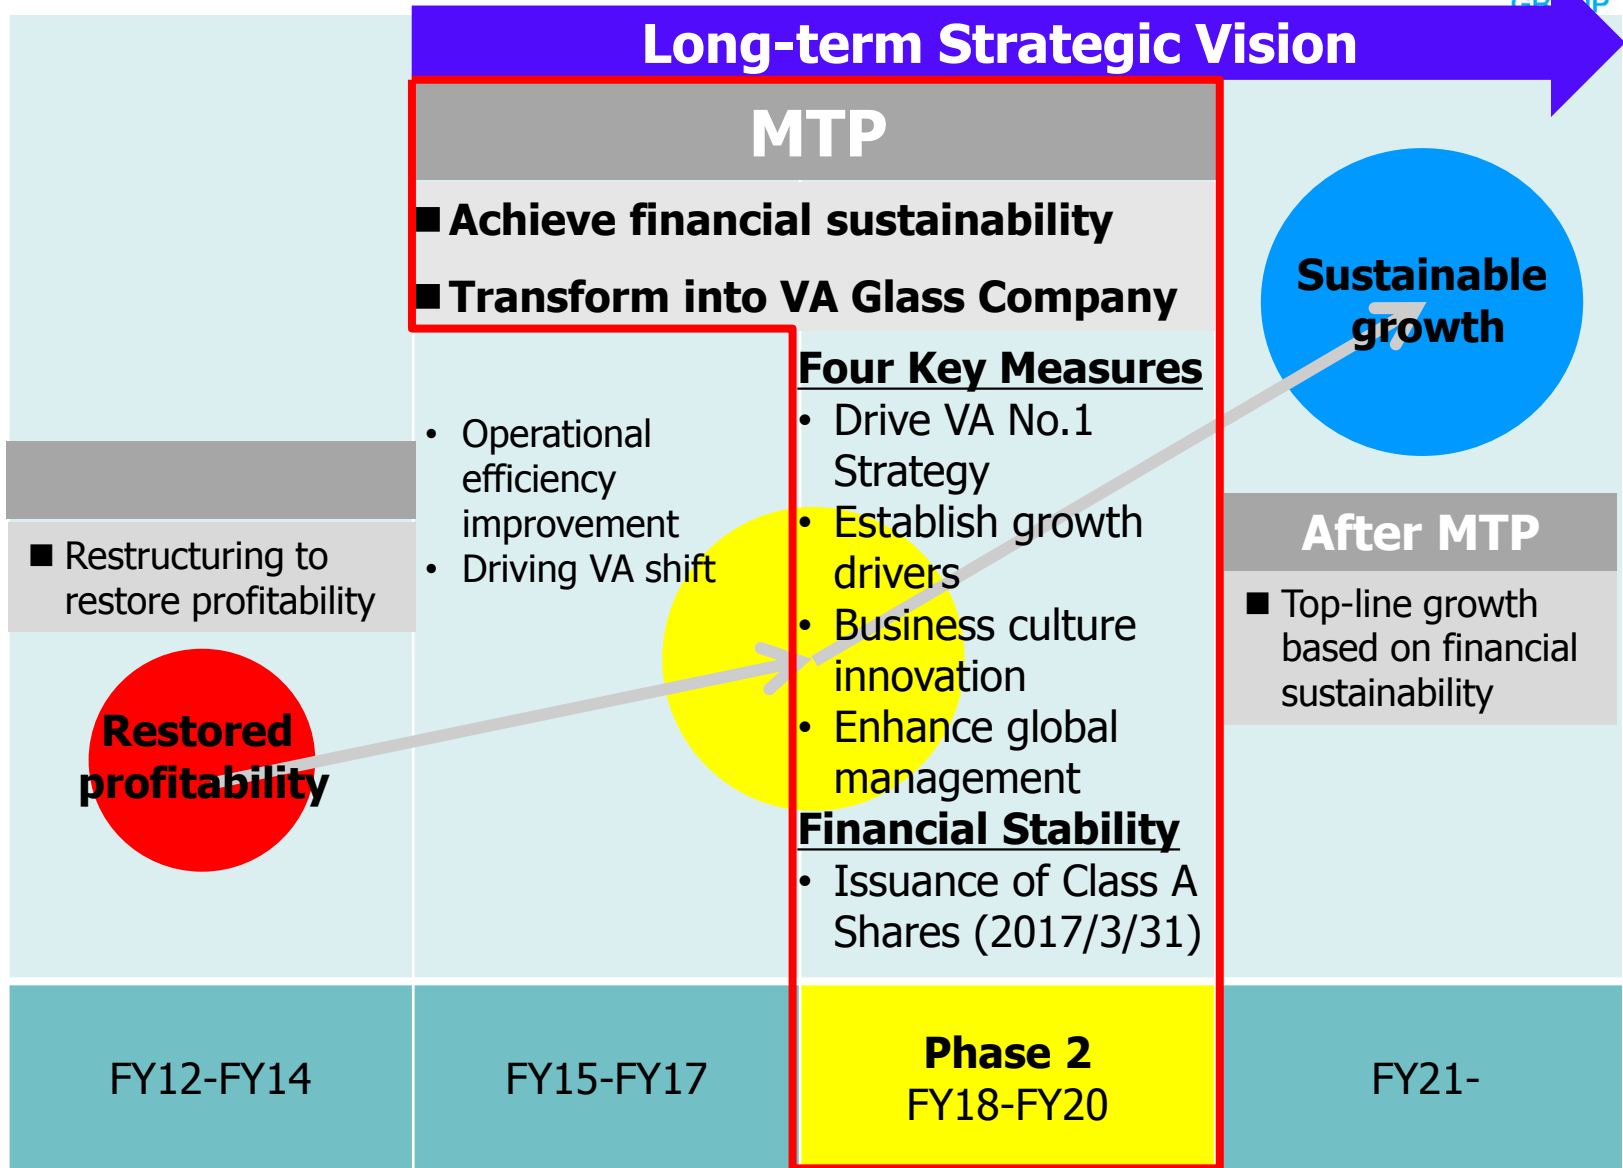 GROUP
Long-term Strategic Vision
MTP
■ Achieve financial sustainability
■ Transform into VA Glass Company
Sustainable
growth
Four Key Measures
• Drive VA No.1
Strategy
• Establish growth
drivers
• Business culture
innovation
• Enhance global
management
Financial Stability
• Issuance of Class A
Shares (2017/3/31)
• Operational
efficiency
improvement
• Driving VA shift
■ Restructuring to
restore profitability
Restored
profitability
After MTP
■ Top-line growth
based on financial
sustainability
FY12-FY14
FY15-FY17
Phase 2
FY18-FY20
FY21-